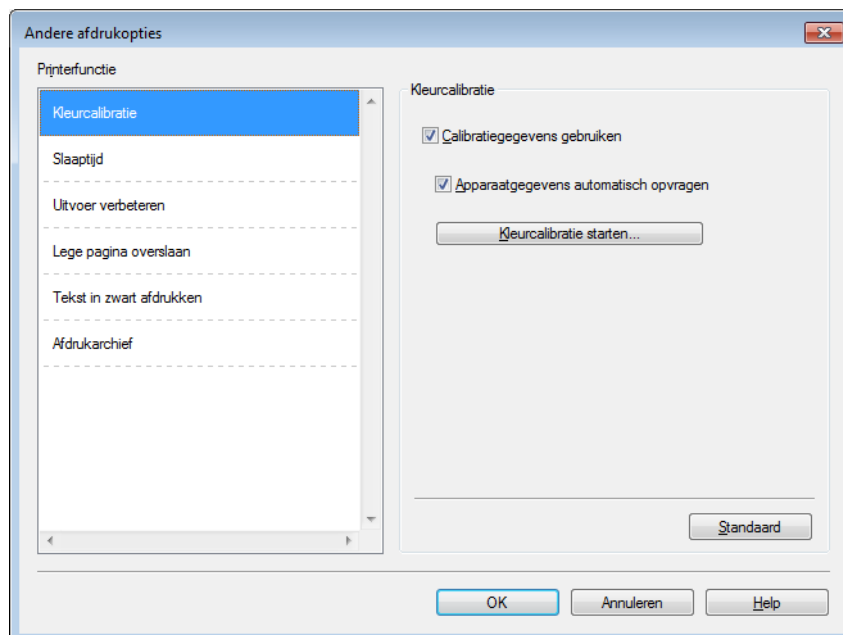 Andere afdrukopties
Printerfunctie
Kleurcalibratie
Slaaptijd
Uitvoer verbeteren
Lege pagina overslaan
Tekst in zwart afdrukken
Afdrukarchief
Kleurcalibratie
Calibratiegegevens gebruiken
Apparaatgegevens automatisch opvragen
Kleurcalibratie starten...
Standaard
OK
Annuleren
Help